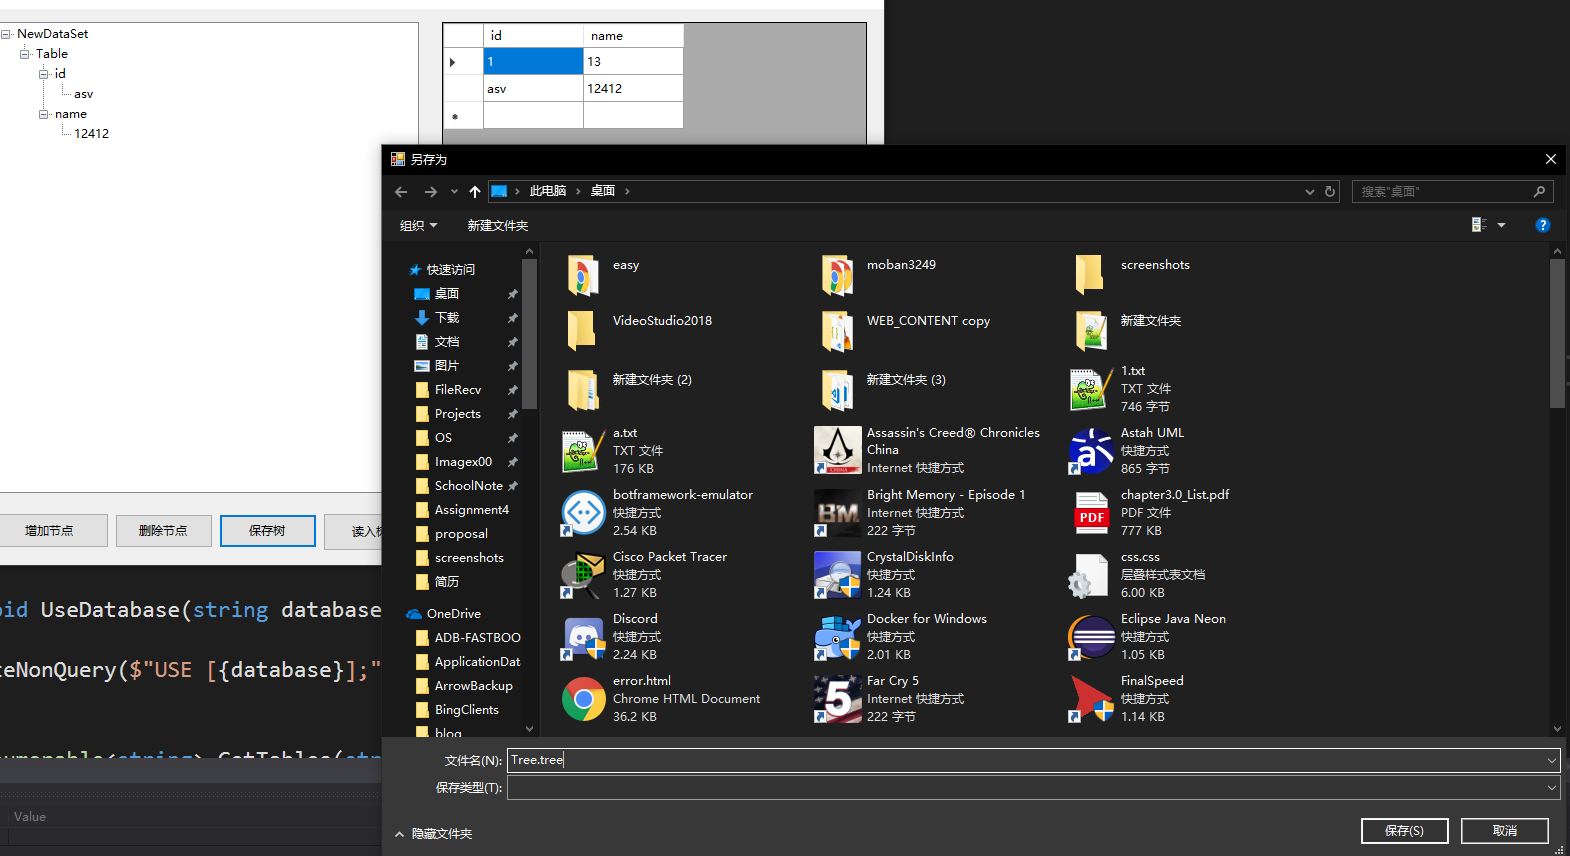 NewDataSet
Table
id
asv
name
12412
id name
1 13
asv 12412
增加节点 删除节点 保存树 读入
oid UseDatabase(string database
teNonQuery($"USE [{database}];"
Value
另存为
此电脑 桌面
搜索"桌面"
组织 新建文件夹
快速访问
桌面
下载
文档
图片
FileRecv
Projects
OS
Imagex00
SchoolNote
Assignment4
proposal
screenshots
简历
OneDrive
ADB-FASTBOO
ApplicationDat
ArrowBackup
BingClients
blog
easy
moban3249
screenshots
VideoStudio2018
WEB_CONTENT copy
新建文件夹
新建文件夹 (2)
新建文件夹 (3)
1.txt
TXT 文件
746 字节
a.txt
TXT 文件
176 KB
Assassin's Creed® Chronicles
China
Internet 快捷方式
Astah UML
快捷方式
865 字节
botframework-emulator
快捷方式
2.54 KB
Bright Memory - Episode 1
Internet 快捷方式
222 字节
chapter3.0_List.pdf
PDF 文件
777 KB
Cisco Packet Tracer
快捷方式
1.27 KB
CrystalDiskInfo
快捷方式
1.24 KB
css.css
层叠样式表文档
6.00 KB
Discord
快捷方式
2.24 KB
Docker for Windows
快捷方式
2.01 KB
Eclipse Java Neon
快捷方式
1.05 KB
error.html
Chrome HTML Document
36.2 KB
Far Cry 5
Internet 快捷方式
222 字节
FinalSpeed
快捷方式
1.14 KB
文件名(N): Tree.tree
保存类型(T):
隐藏文件夹
保存(S) 取消